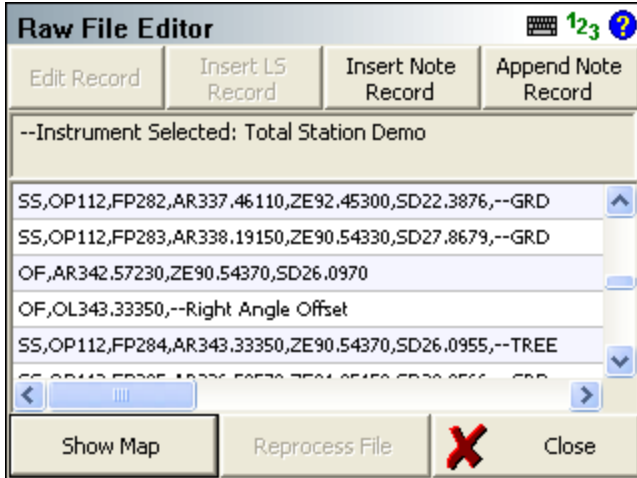 Raw File Editor
123
?
Edit Record
Insert LS
Record
Insert Note
Record
Append Note
Record
--Instrument Selected: Total Station Demo
SS,OP112,FP282,AR337.46110,ZE92.45300,SD22.3876,--GRD
SS,OP112,FP283,AR338.19150,ZE90.54330,SD27.8679,--GRD
OF,AR342.57230,ZE90.54370,SD26.0970
OF,OL343.33350,--Right Angle Offset
SS,OP112,FP284,AR343.33350,ZE90.54370,SD26.0955,--TREE
Show Map
Reprocess File
Close